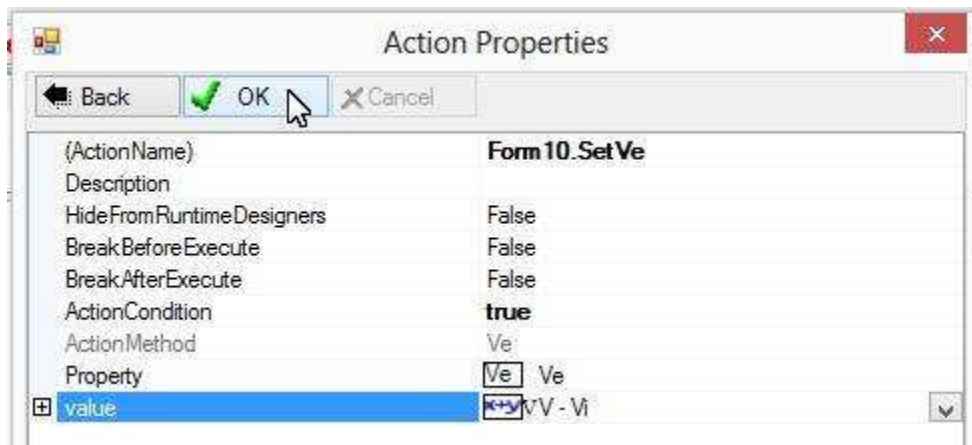 Action Properties
Back OK Cancel
(ActionName) Form10.SetVe
Description
HideFromRuntimeDesigners False
BreakBeforeExecute False
BreakAfterExecute False
ActionCondition true
ActionMethod Ve
Property Ve Ve
value x+y VV - Vi